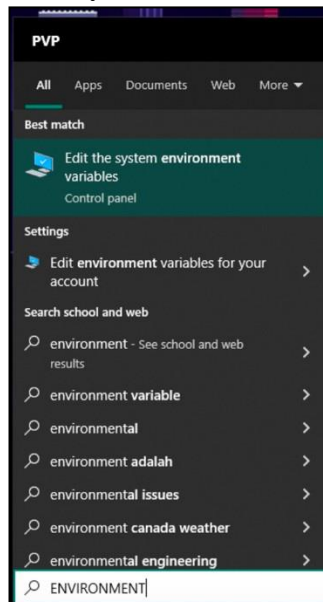 PVP
All Apps Documents Web More
Best match
Edit the system environment
variables
Control panel
Settings
Edit environment variables for your
account
Search school and web
environment - See school and web
results
environment variable
environmental
environment adalah
environmental issues
environment canada weather
environmental engineering
ENVIRONMENT